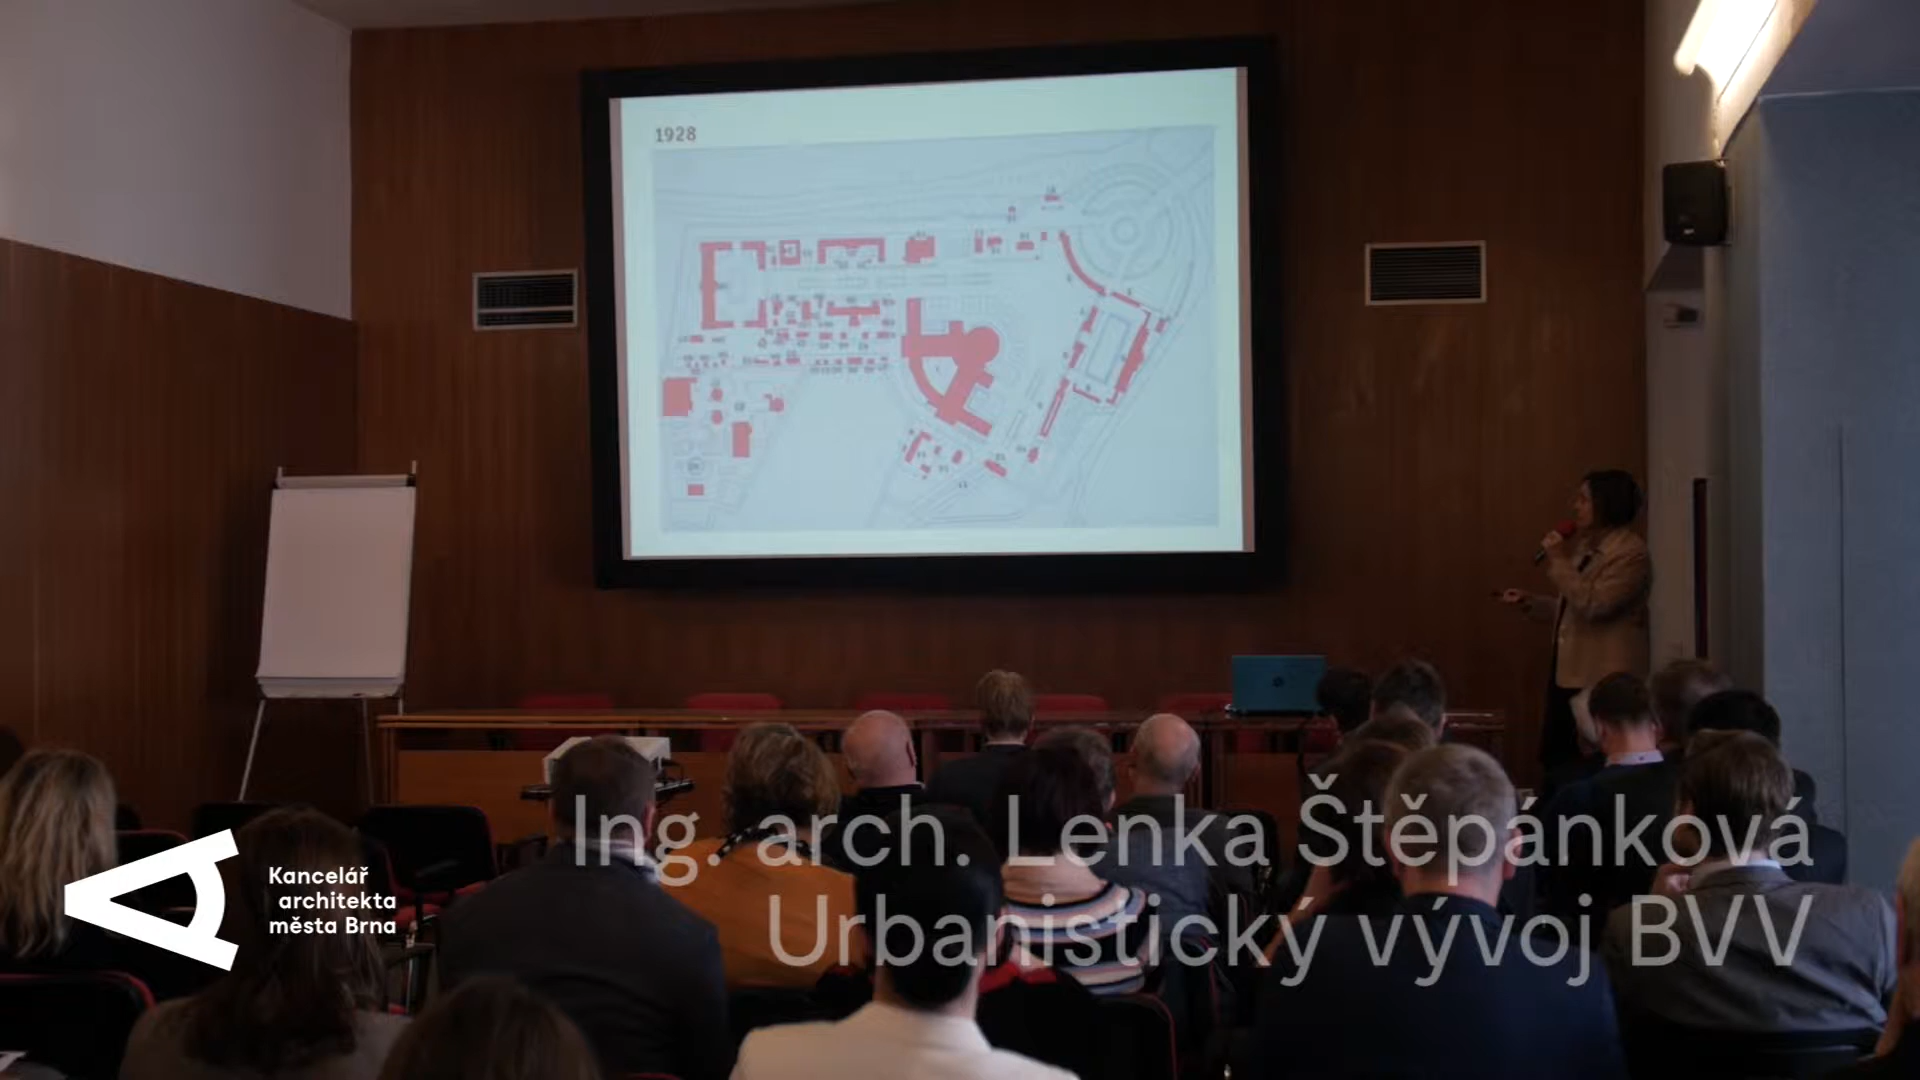 1928
Kancelář
architekta
města Brna
Ing. arch. Lenka Štěpánková
Urbanistický vývoj BVV